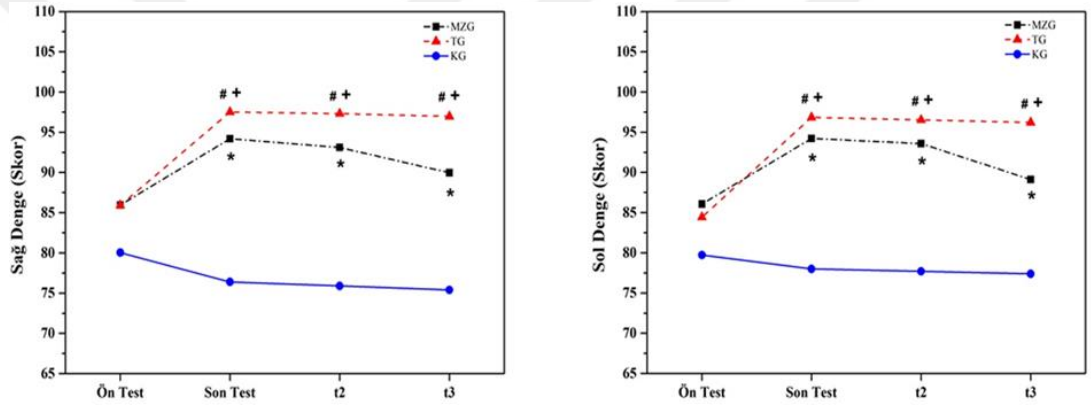 110
105
100
95
90
85
80
75
70
65
Sağ Denge (Skor)
MZG
TG
KG
# +
# +
# +
*
*
*
Ön Test
Son Test
t2
t3
110
105
100
95
90
85
80
75
70
65
Sol Denge (Skor)
MZG
TG
KG
# +
# +
# +
*
*
*
Ön Test
Son Test
t2
t3